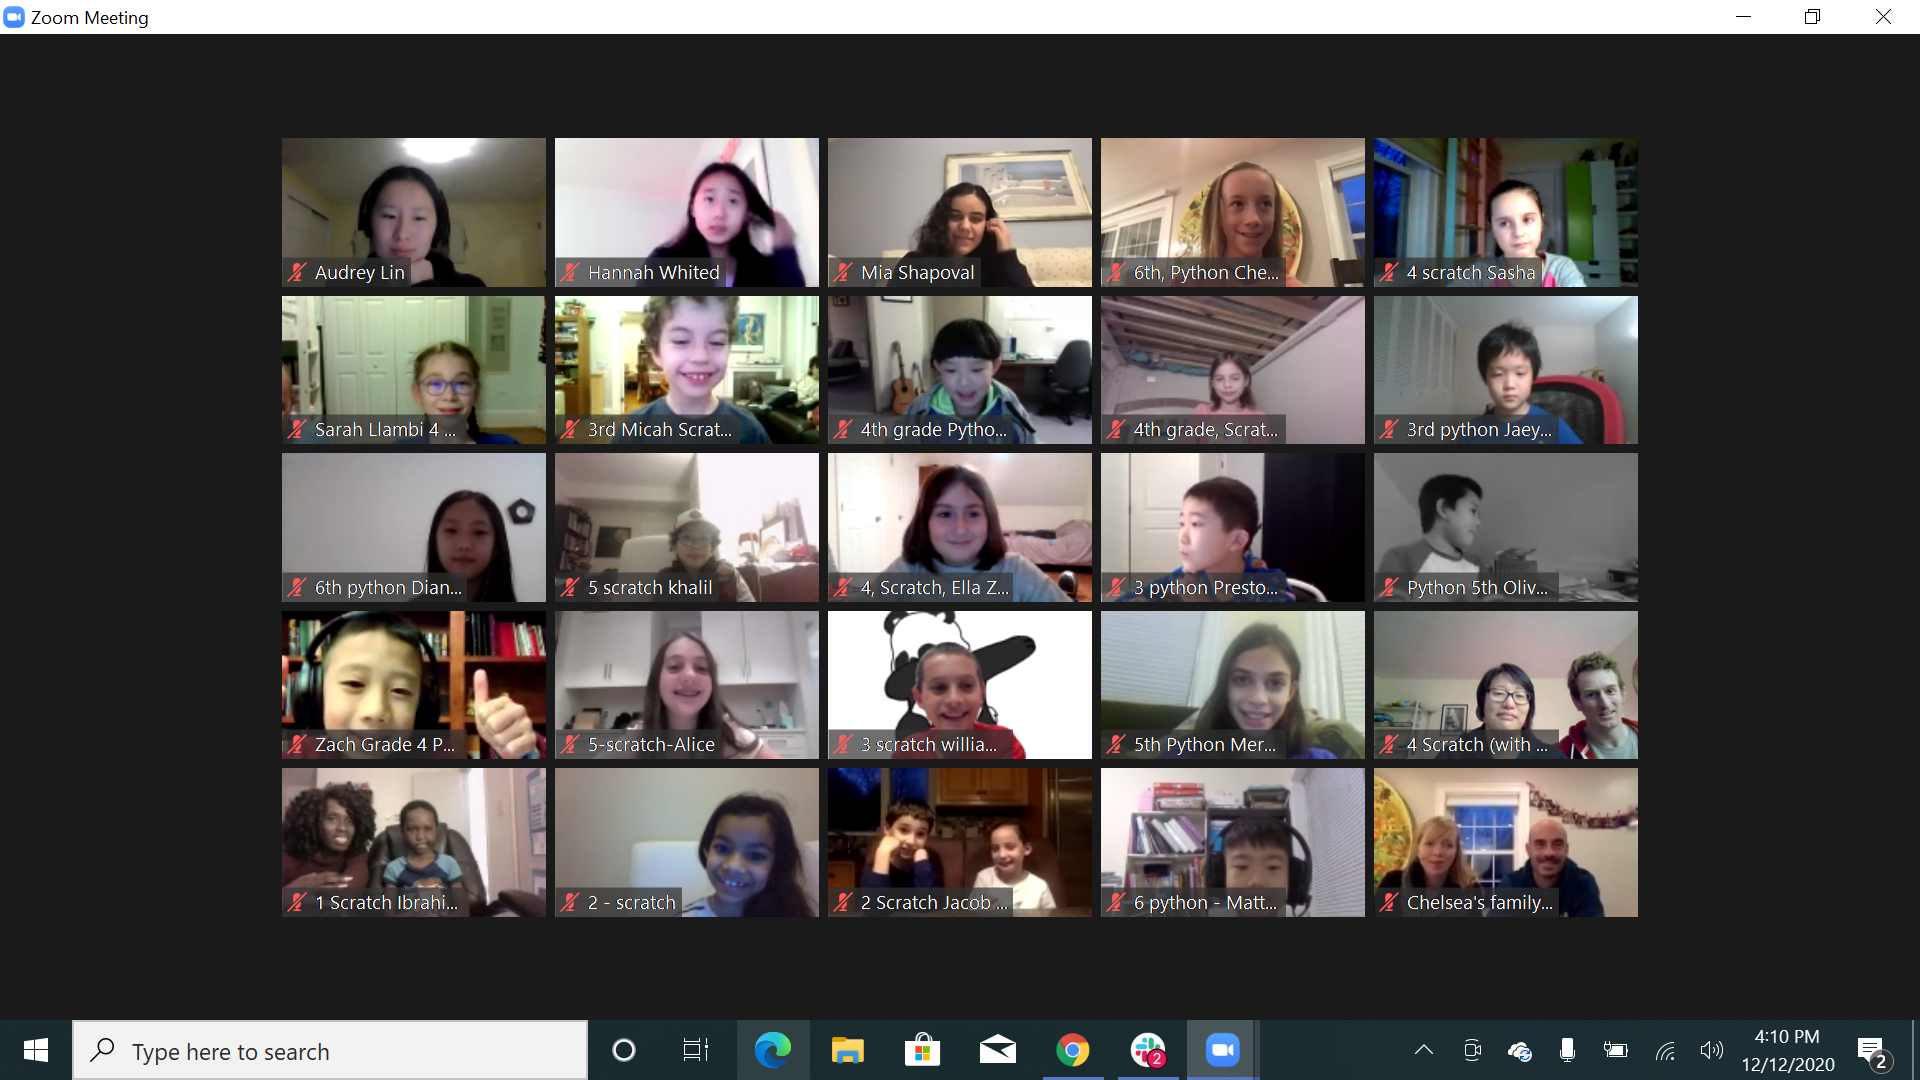 Zoom Meeting
Audrey Lin
Hannah Whited
Mia Shapoval
6th, Python Che...
4 scratch Sasha
Sarah Llambi 4 ...
3rd Micah Scrat...
4th grade Pytho...
4th grade, Scrat...
3rd python Jaey...
6th python Dian...
5 scratch khalil
4, Scratch, Ella Z...
3 python Presto...
Python 5th Oliv...
Zach Grade 4 P...
5-scratch-Alice
3 scratch willia...
5th Python Mer...
4 Scratch (with ...
1 Scratch Ibrahi...
2 - scratch
2 Scratch Jacob ...
6 python - Matt...
Chelsea's family...
Type here to search
2
4:10 PM
12/12/2020
2